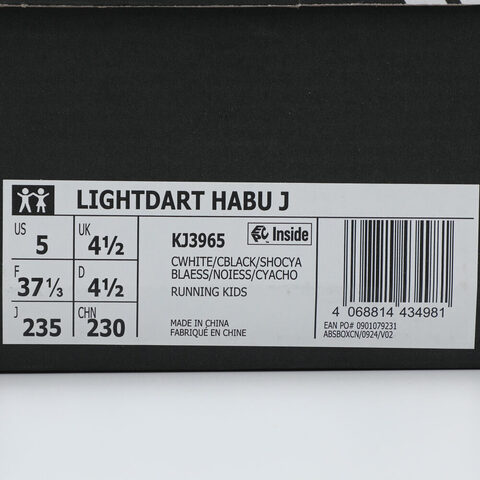 LIGHTDART HABU J
US 5 UK 4½
F 37⅓ D 4½
J 235 CHN 230
KJ3965 Inside
CWHITE/CBLACK/SHOCYA
BLAESS/NOIESS/CYACHO
RUNNING KIDS
MADE IN CHINA
FABRIQUÉ EN CHINE
4 068814 434981
EAN PO# 0901079231
ABSBOXCN/0924/V02